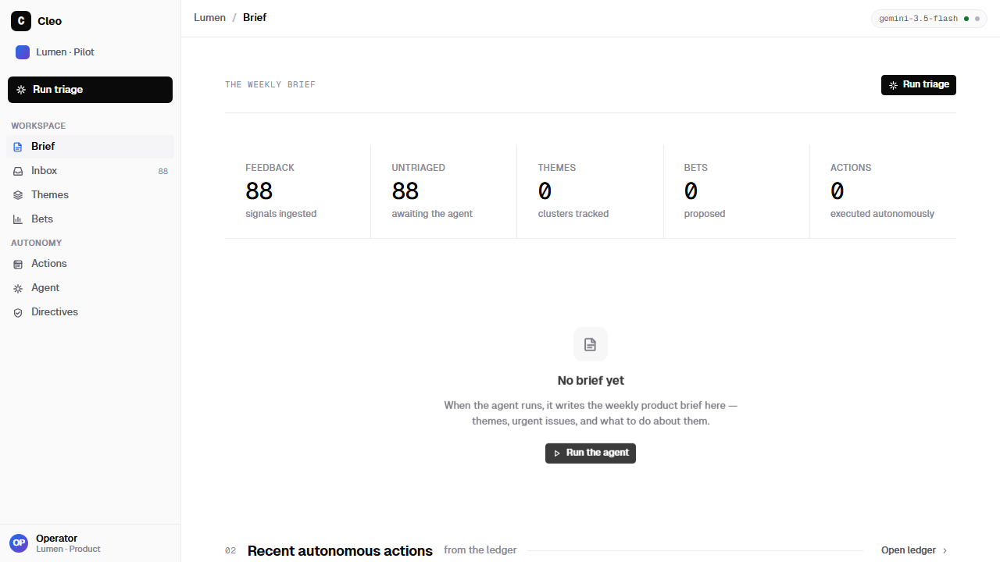 C Cleo
Lumen · Pilot
Run triage
WORKSPACE
Brief
Inbox 88
Themes
Bets
AUTONOMY
Actions
Agent
Directives
OP Operator
Lumen · Product
Lumen / Brief
gemini-3.5-flash
THE WEEKLY BRIEF
Run triage
FEEDBACK
88
signals ingested
UNTRIAGED
88
awaiting the agent
THEMES
0
clusters tracked
BETS
0
proposed
ACTIONS
0
executed autonomously
No brief yet
When the agent runs, it writes the weekly product brief here —
themes, urgent issues, and what to do about them.
Run the agent
02 Recent autonomous actions from the ledger Open ledger